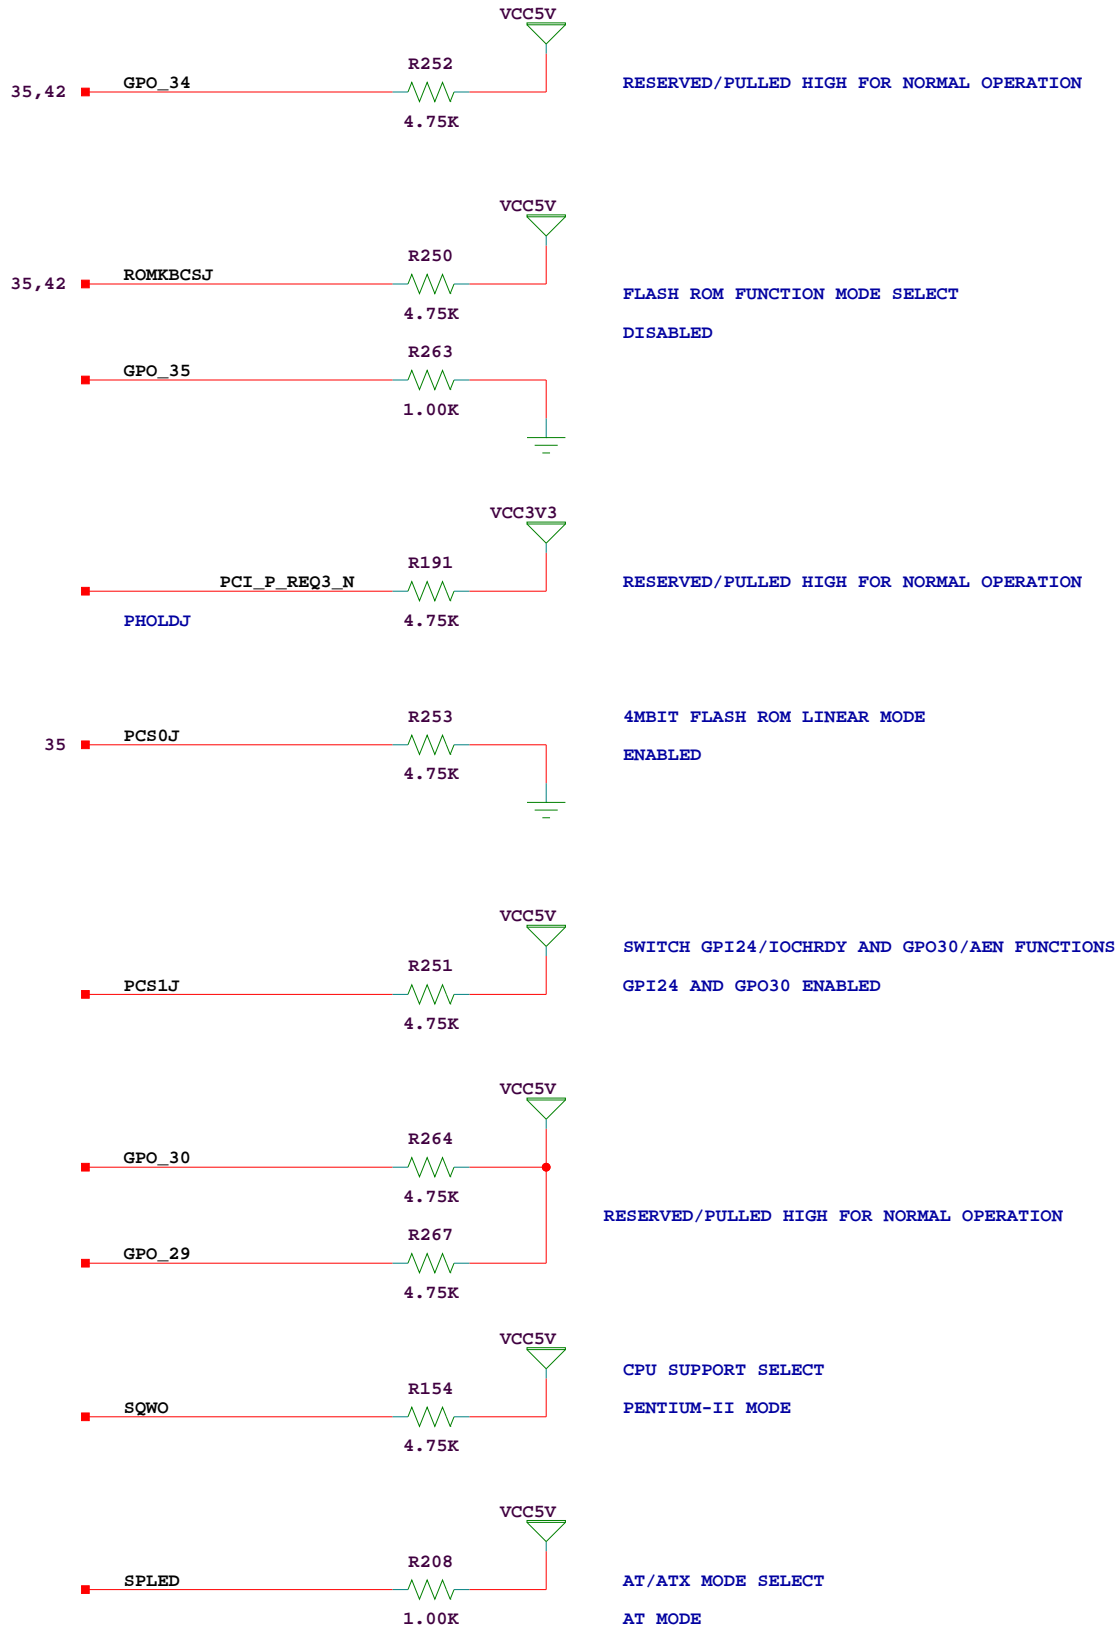 VCC5V
R252
GPO_34
35,42
RESERVED/PULLED HIGH FOR NORMAL OPERATION
4.75K
VCC5V
R250
ROMKBCSJ
35,42
FLASH ROM FUNCTION MODE SELECT
4.75K
DISABLED
R263
GPO_35
1.00K
VCC3V3
R191
PCI_P_REQ3_N
RESERVED/PULLED HIGH FOR NORMAL OPERATION
PHOLDJ
4.75K
R253
4MBIT FLASH ROM LINEAR MODE
PCS0J
35
ENABLED
4.75K
VCC5V
SWITCH GPI24/IOCHRDY AND GPO30/AEN FUNCTIONS
R251
PCS1J
GPI24 AND GPO30 ENABLED
4.75K
VCC5V
R264
GPO_30
4.75K
RESERVED/PULLED HIGH FOR NORMAL OPERATION
R267
GPO_29
4.75K
VCC5V
CPU SUPPORT SELECT
R154
SQWO
PENTIUM-II MODE
4.75K
VCC5V
R208
SPLED
AT/ATX MODE SELECT
1.00K
AT MODE